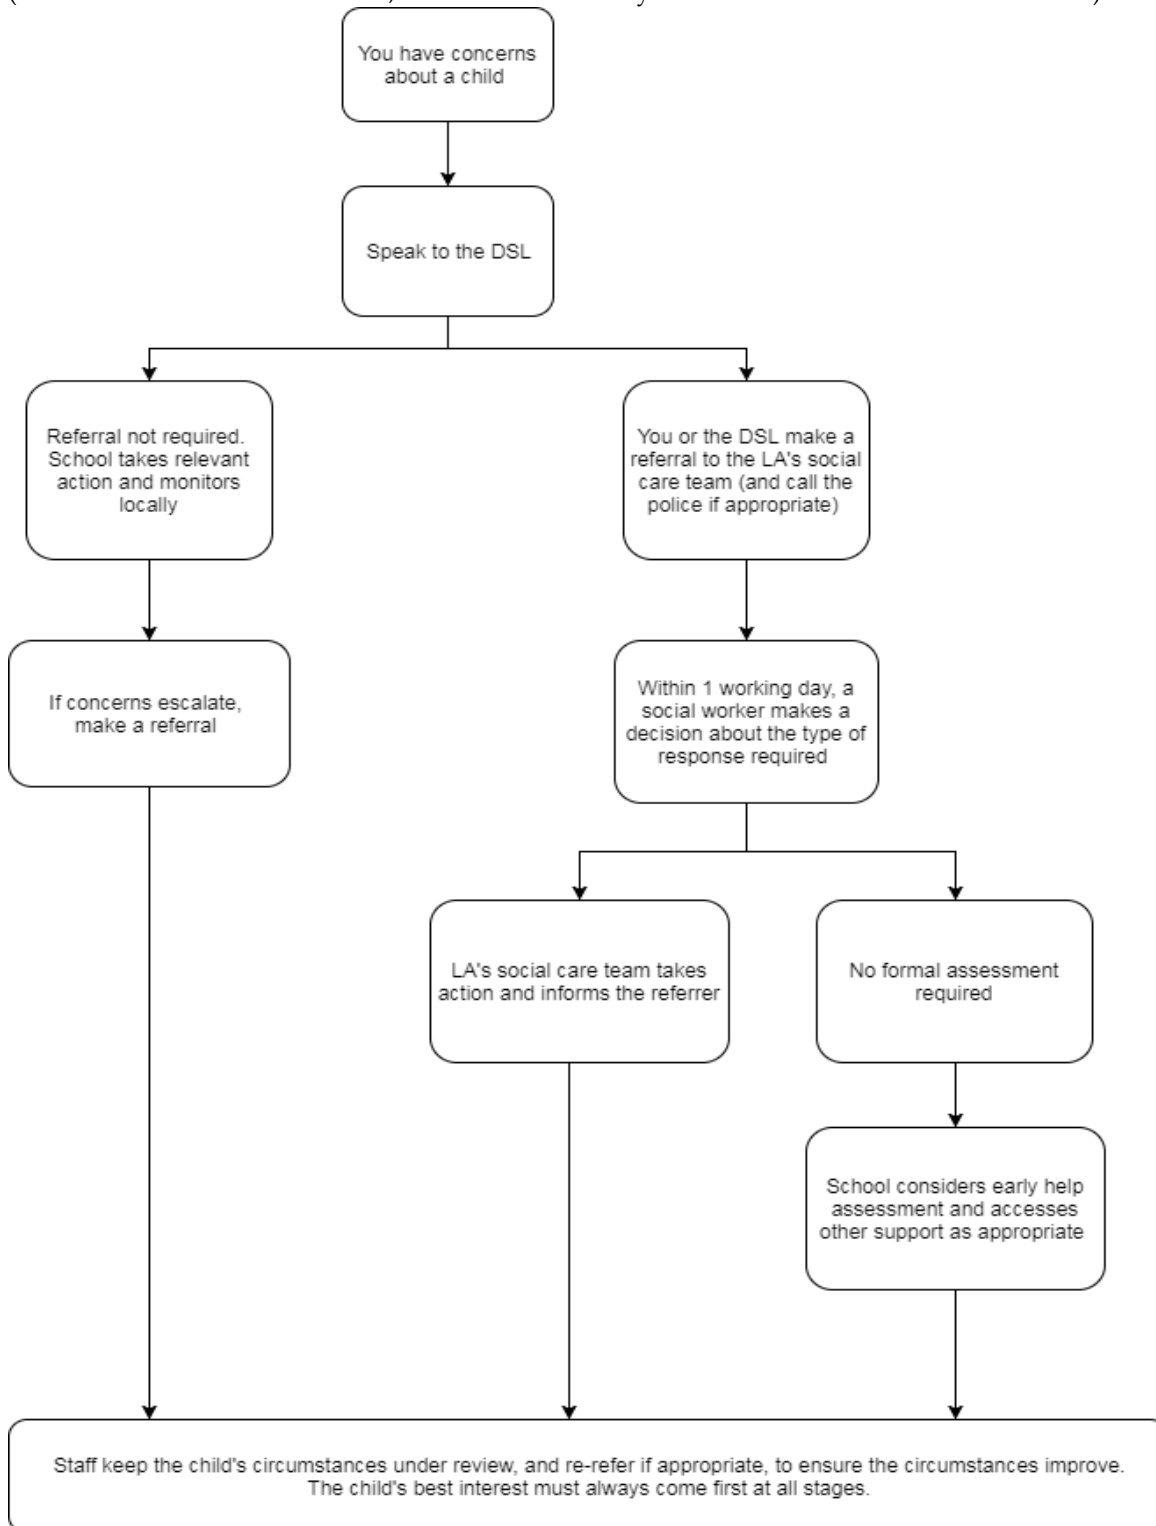 You have concerns
about a child
Speak to the DSL
Referral not required.
School takes relevant
action and monitors
locally
You or the DSL make a
referral to the LA's social
care team (and call the
police if appropriate)
If concerns escalate,
make a referral
Within 1 working day, a
social worker makes a
decision about the type of
response required
LA's social care team takes
action and informs the referrer
No formal assessment
required
School considers early help
assessment and accesses
other support as appropriate
Staff keep the child's circumstances under review, and re-refer if appropriate, to ensure the circumstances improve.
The child's best interest must always come first at all stages.